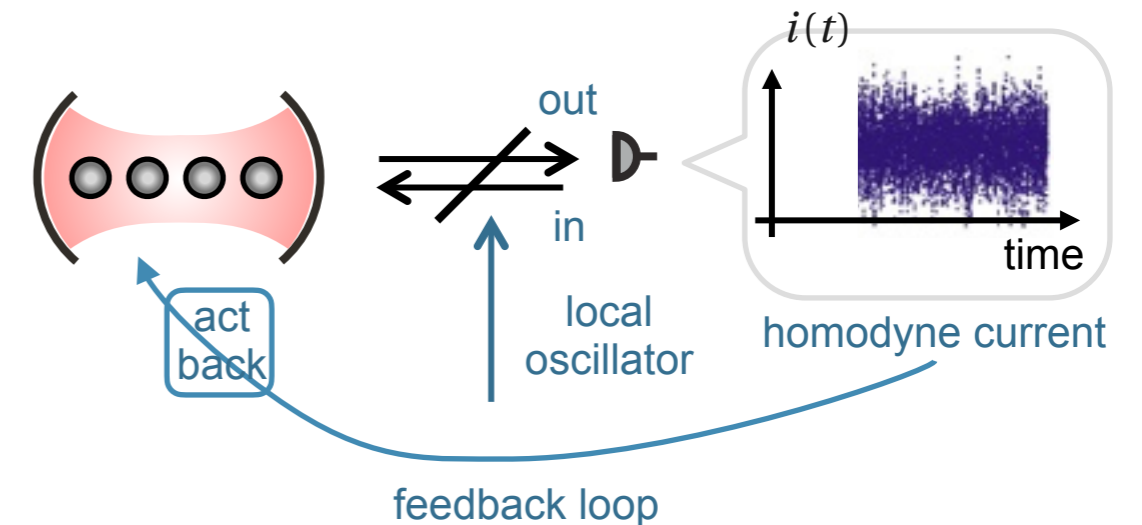 i(t)
out
in
time
local
oscillator
homodyne current
act
back
feedback loop